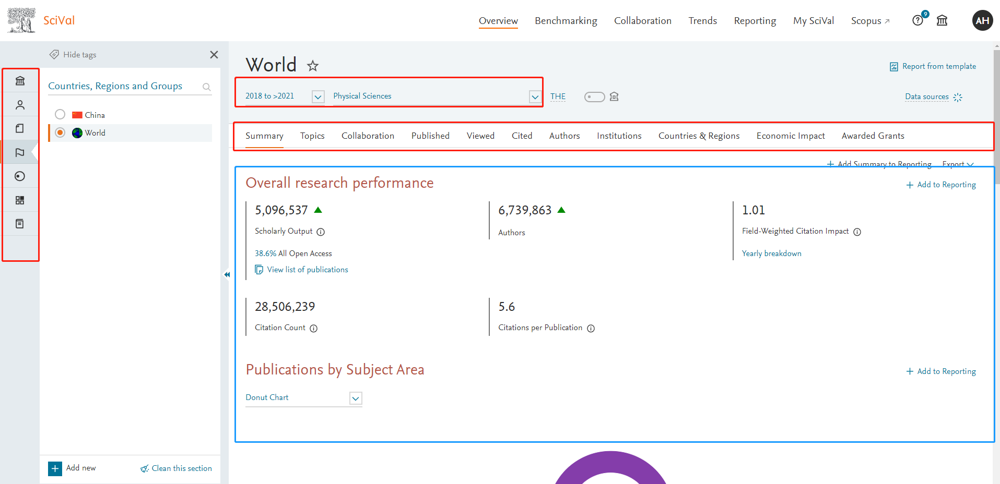 SciVal
Overview Benchmarking Collaboration Trends Reporting My SciVal Scopus ↗ 9 AH
Hide tags
Countries, Regions and Groups
China
World
Add new
Clean this section
World
Report from template
2018 to >2021 Physical Sciences THE
Data sources
Summary Topics Collaboration Published Viewed Cited Authors Institutions Countries & Regions Economic Impact Awarded Grants
+ Add Summary to Reporting Export
Overall research performance
+ Add to Reporting
5,096,537 6,739,863 1.01
Scholarly Output Authors Field-Weighted Citation Impact
38.6% All Open Access Yearly breakdown
View list of publications
28,506,239 5.6
Citation Count Citations per Publication
Publications by Subject Area
+ Add to Reporting
Donut Chart